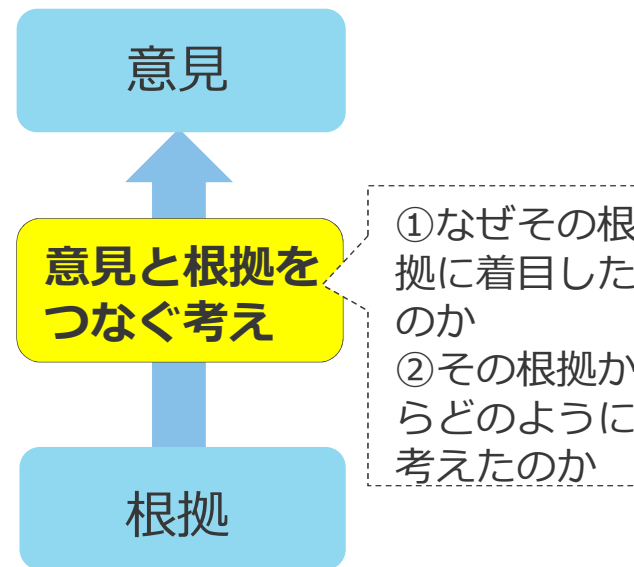 意見
意見と根拠を
つなぐ考え
①なぜその根
拠に着目した
のか
②その根拠か
らどのように
考えたのか
根拠